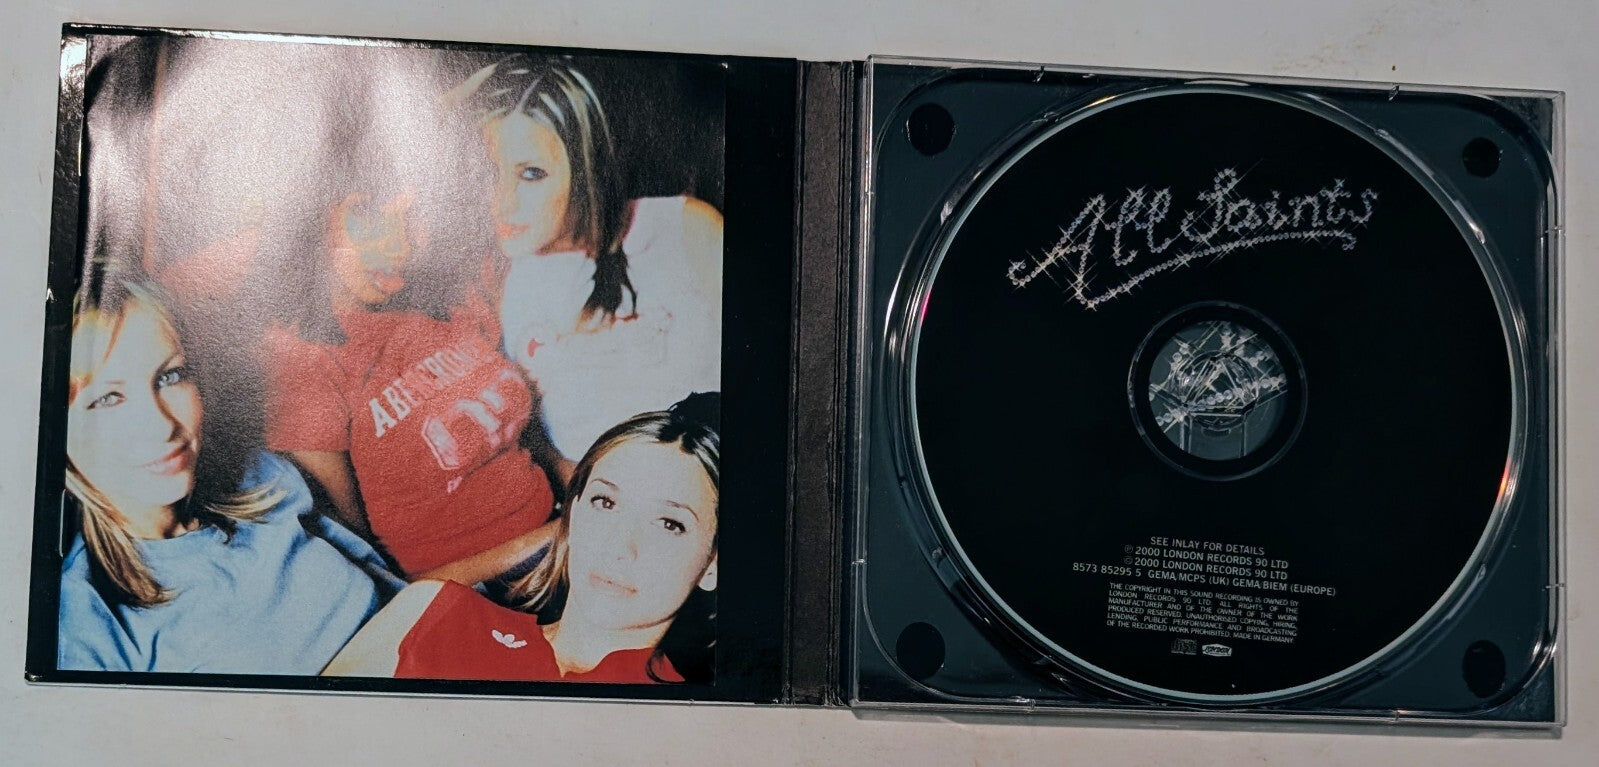 ABERCROMBIE
All Saints
SEE INLAY FOR DETAILS
℗ 2000 LONDON RECORDS 90 LTD
© 2000 LONDON RECORDS 90 LTD
8573 85295 5 GEMA/MCPS (UK) GEMA/BIEM (EUROPE)
THE COPYRIGHT IN THIS SOUND RECORDING IS OWNED BY
LONDON RECORDS 90 LTD. ALL RIGHTS OF THE
MANUFACTURER AND OF THE OWNER OF THE WORK
PRODUCED RESERVED. UNAUTHORISED COPYING, HIRING,
LENDING, PUBLIC PERFORMANCE AND BROADCASTING
OF THE RECORDED WORK PROHIBITED. MADE IN GERMANY.
LONDON